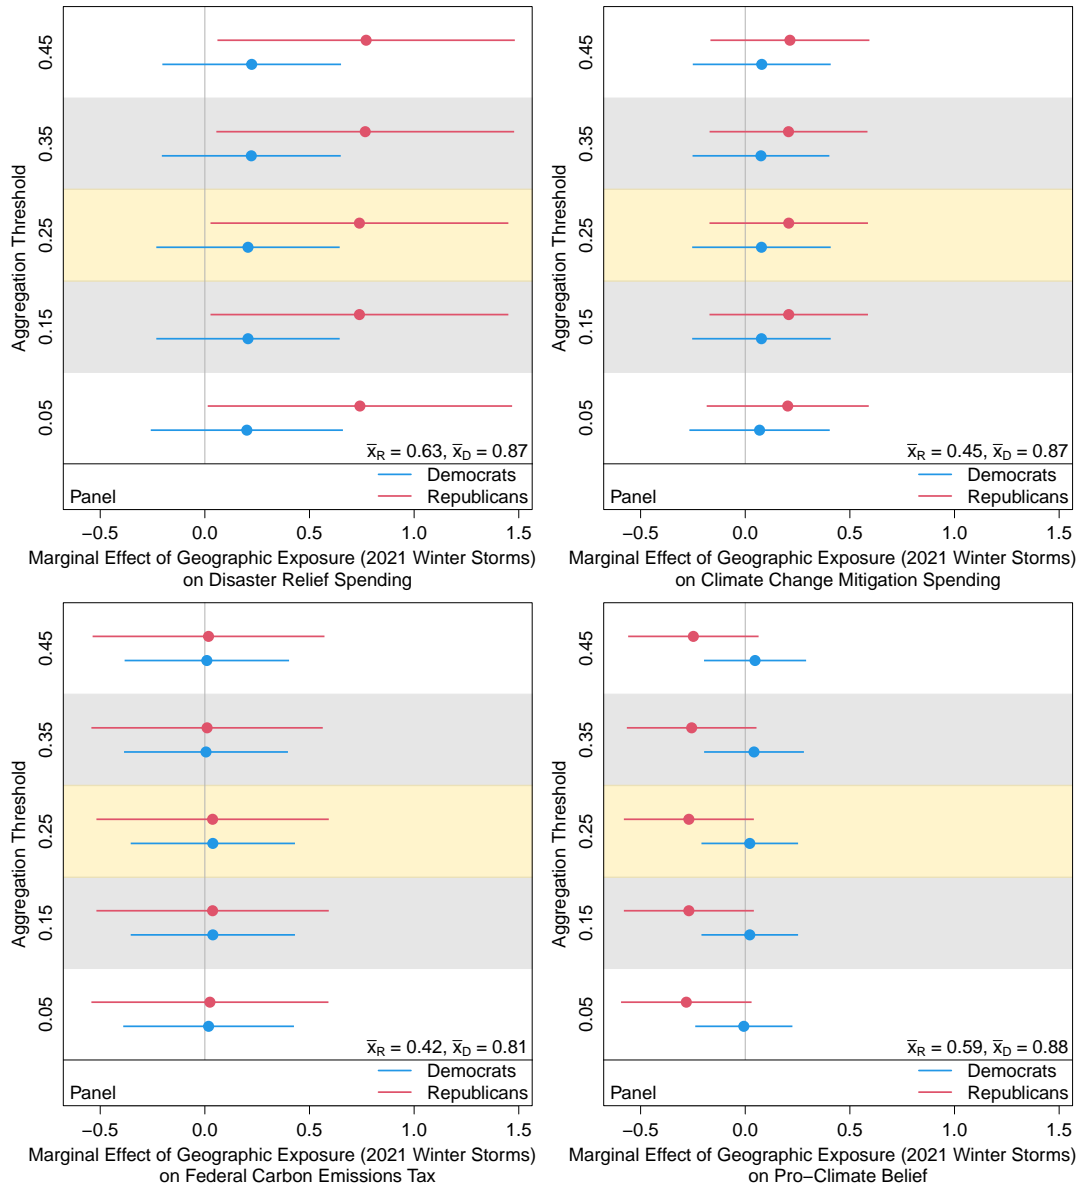 Aggregation Threshold
0.45
0.35
0.25
0.15
0.05
x̅R = 0.63, x̅D = 0.87
Panel
Democrats
Republicans
−0.5 0.0 0.5 1.0 1.5
Marginal Effect of Geographic Exposure (2021 Winter Storms)
on Disaster Relief Spending
Aggregation Threshold
0.45
0.35
0.25
0.15
0.05
x̅R = 0.45, x̅D = 0.87
Panel
Democrats
Republicans
−0.5 0.0 0.5 1.0 1.5
Marginal Effect of Geographic Exposure (2021 Winter Storms)
on Climate Change Mitigation Spending
Aggregation Threshold
0.45
0.35
0.25
0.15
0.05
x̅R = 0.42, x̅D = 0.81
Panel
Democrats
Republicans
−0.5 0.0 0.5 1.0 1.5
Marginal Effect of Geographic Exposure (2021 Winter Storms)
on Federal Carbon Emissions Tax
Aggregation Threshold
0.45
0.35
0.25
0.15
0.05
x̅R = 0.59, x̅D = 0.88
Panel
Democrats
Republicans
−0.5 0.0 0.5 1.0 1.5
Marginal Effect of Geographic Exposure (2021 Winter Storms)
on Pro−Climate Belief